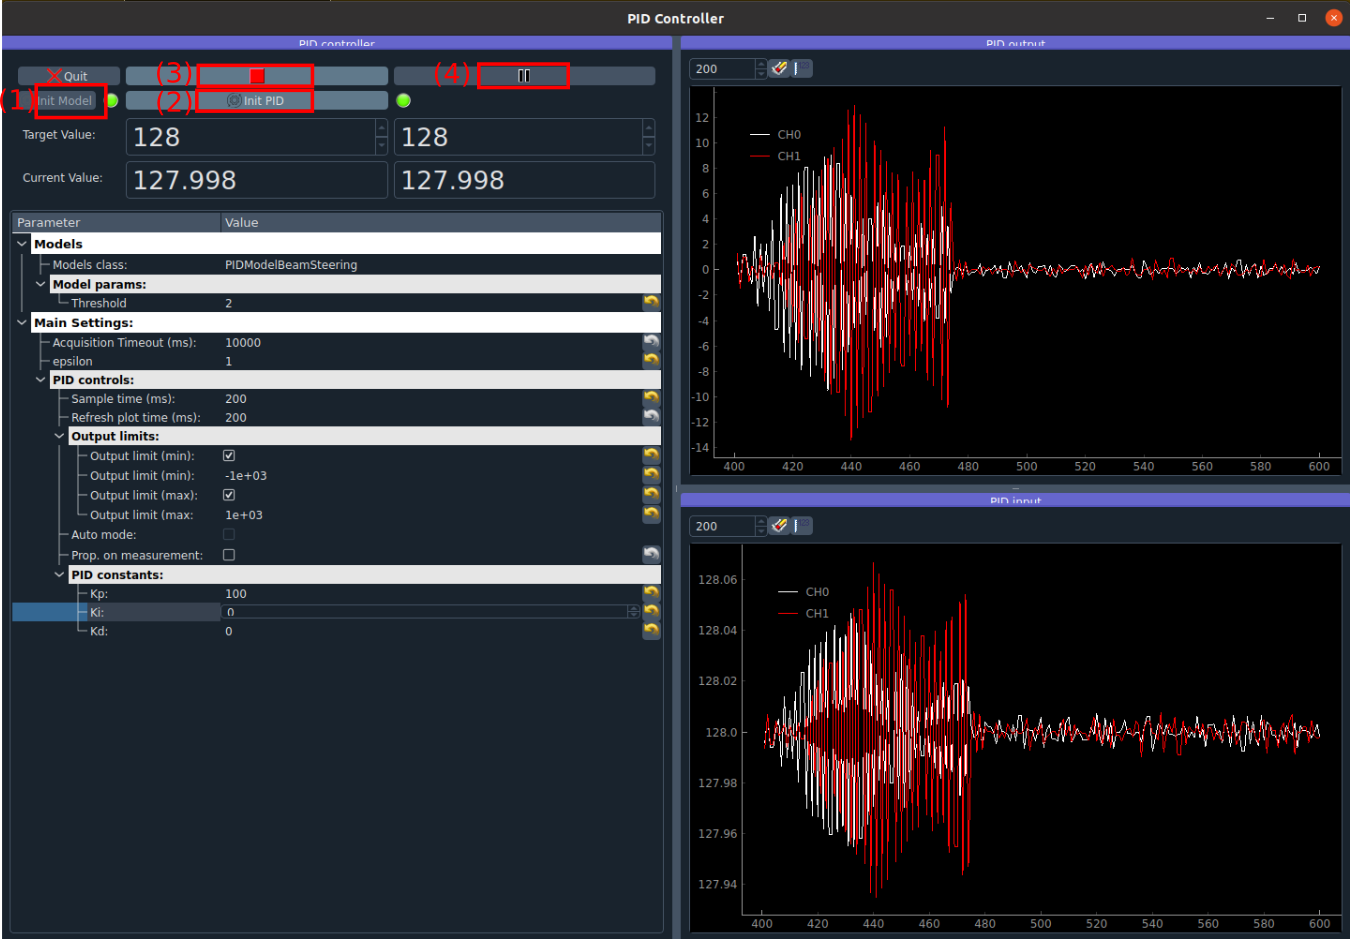 PID Controller
PID controller
Quit
(3)
(4)
(1)
Init Model
(2)
Init PID
Target Value:
128
128
Current Value:
127.998
127.998
Parameter Value
Models
Models class: PIDModelBeamSteering
Model params:
Threshold 2
Main Settings:
Acquisition Timeout (ms): 10000
epsilon 1
PID controls:
Sample time (ms): 200
Refresh plot time (ms): 200
Output limits:
Output limit (min):
Output limit (min): -1e+03
Output limit (max):
Output limit (max: 1e+03
Auto mode:
Prop. on measurement:
PID constants:
Kp: 100
Ki: 0
Kd: 0
PID output
200
CH0
CH1
12
10
8
6
4
2
0
-2
-4
-6
-8
-10
-12
-14
400 420 440 460 480 500 520 540 560 580 600
PID input
200
CH0
CH1
128.06
128.04
128.02
128.0
127.98
127.96
127.94
400 420 440 460 480 500 520 540 560 580 600